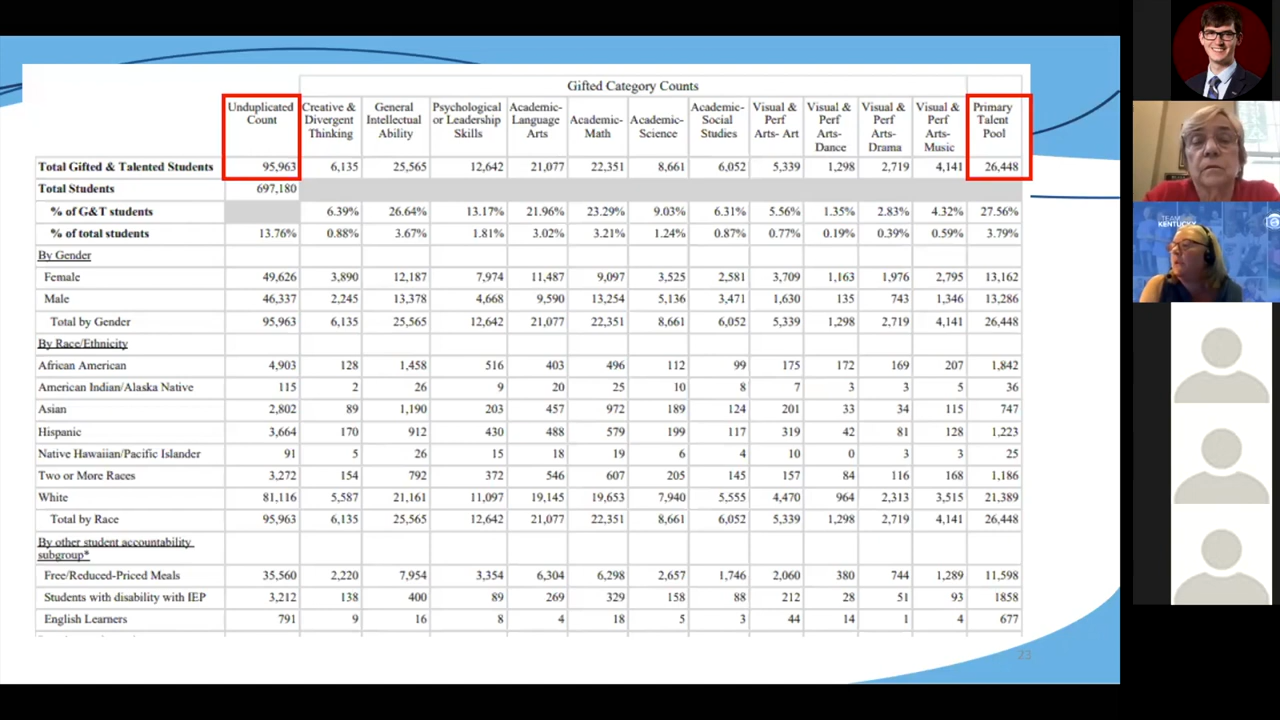 Gifted Category Counts
Unduplicated Count Creative & Divergent Thinking General Intellectual Ability Psychological or Leadership Skills Academic- Language Arts Academic- Math Academic- Science Academic- Social Studies Visual & Perf Arts- Art Visual & Perf Arts- Dance Visual & Perf Arts- Drama Visual & Perf Arts- Music Primary Talent Pool
Total Gifted & Talented Students 95,963 6,135 25,565 12,642 21,077 22,351 8,661 6,052 5,339 1,298 2,719 4,141 26,448
Total Students 697,180
% of G&T students 6.39% 26.64% 13.17% 21.96% 23.29% 9.03% 6.31% 5.56% 1.35% 2.83% 4.32% 27.56%
% of total students 13.76% 0.88% 3.67% 1.81% 3.02% 3.21% 1.24% 0.87% 0.77% 0.19% 0.39% 0.59% 3.79%
By Gender
Female 49,626 3,890 12,187 7,974 11,487 9,097 3,525 2,581 3,709 1,163 1,976 2,795 13,162
Male 46,337 2,245 13,378 4,668 9,590 13,254 5,136 3,471 1,630 135 743 1,346 13,286
Total by Gender 95,963 6,135 25,565 12,642 21,077 22,351 8,661 6,052 5,339 1,298 2,719 4,141 26,448
By Race/Ethnicity
African American 4,903 128 1,458 516 403 496 112 99 175 172 169 207 1,842
American Indian/Alaska Native 115 2 26 9 20 25 10 8 7 3 3 5 36
Asian 2,802 89 1,190 203 457 972 189 124 201 33 34 115 747
Hispanic 3,664 170 912 430 488 579 199 117 319 42 81 128 1,223
Native Hawaiian/Pacific Islander 91 5 26 15 18 19 6 4 10 0 3 3 25
Two or More Races 3,272 154 792 372 546 607 205 145 157 84 116 168 1,186
White 81,116 5,587 21,161 11,097 19,145 19,653 7,940 5,555 4,470 964 2,313 3,515 21,389
Total by Race 95,963 6,135 25,565 12,642 21,077 22,351 8,661 6,052 5,339 1,298 2,719 4,141 26,448
By other student accountability
subgroup*
Free/Reduced-Priced Meals 35,560 2,220 7,954 3,354 6,304 6,298 2,657 1,746 2,060 380 744 1,289 11,598
Students with disability with IEP 3,212 138 400 89 269 329 158 88 212 28 51 93 1858
English Learners 791 9 16 8 4 18 5 3 44 14 1 4 677
23
TEAM
KENTUCKY